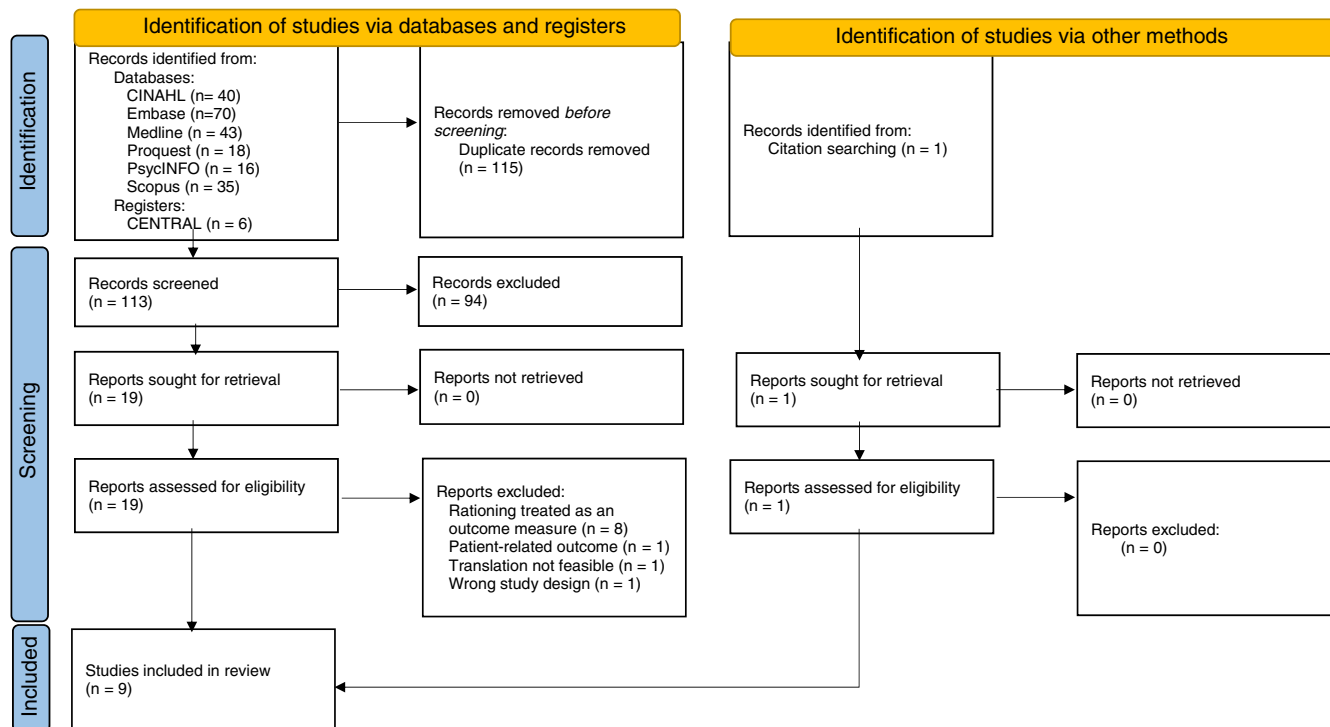 Identification of studies via databases and registers
Identification of studies via other methods
Identification
Records identified from:
Databases:
CINAHL (n= 40)
Embase (n=70)
Medline (n = 43)
Proquest (n = 18)
PsycINFO (n = 16)
Scopus (n = 35)
Registers:
CENTRAL (n = 6)
Records removed before
screening:
Duplicate records removed
(n = 115)
Records identified from:
Citation searching (n = 1)
Screening
Records screened
(n = 113)
Records excluded
(n = 94)
Reports sought for retrieval
(n = 19)
Reports not retrieved
(n = 0)
Reports sought for retrieval
(n = 1)
Reports not retrieved
(n = 0)
Reports assessed for eligibility
(n = 19)
Reports excluded:
Rationing treated as an
outcome measure (n = 8)
Patient-related outcome (n = 1)
Translation not feasible (n = 1)
Wrong study design (n = 1)
Reports assessed for eligibility
(n = 1)
Reports excluded:
(n = 0)
Included
Studies included in review
(n = 9)